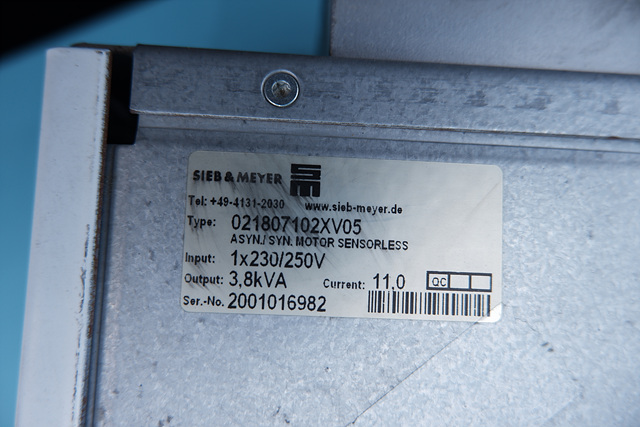 SIEB & MEYER SM
Tel: +49-4131-2030 www.sieb-meyer.de
Type: 021807102XV05
ASYN./ SYN. MOTOR SENSORLESS
Input: 1x230/250V
Output: 3,8kVA Current: 11,0 QC
Ser.-No. 2001016982